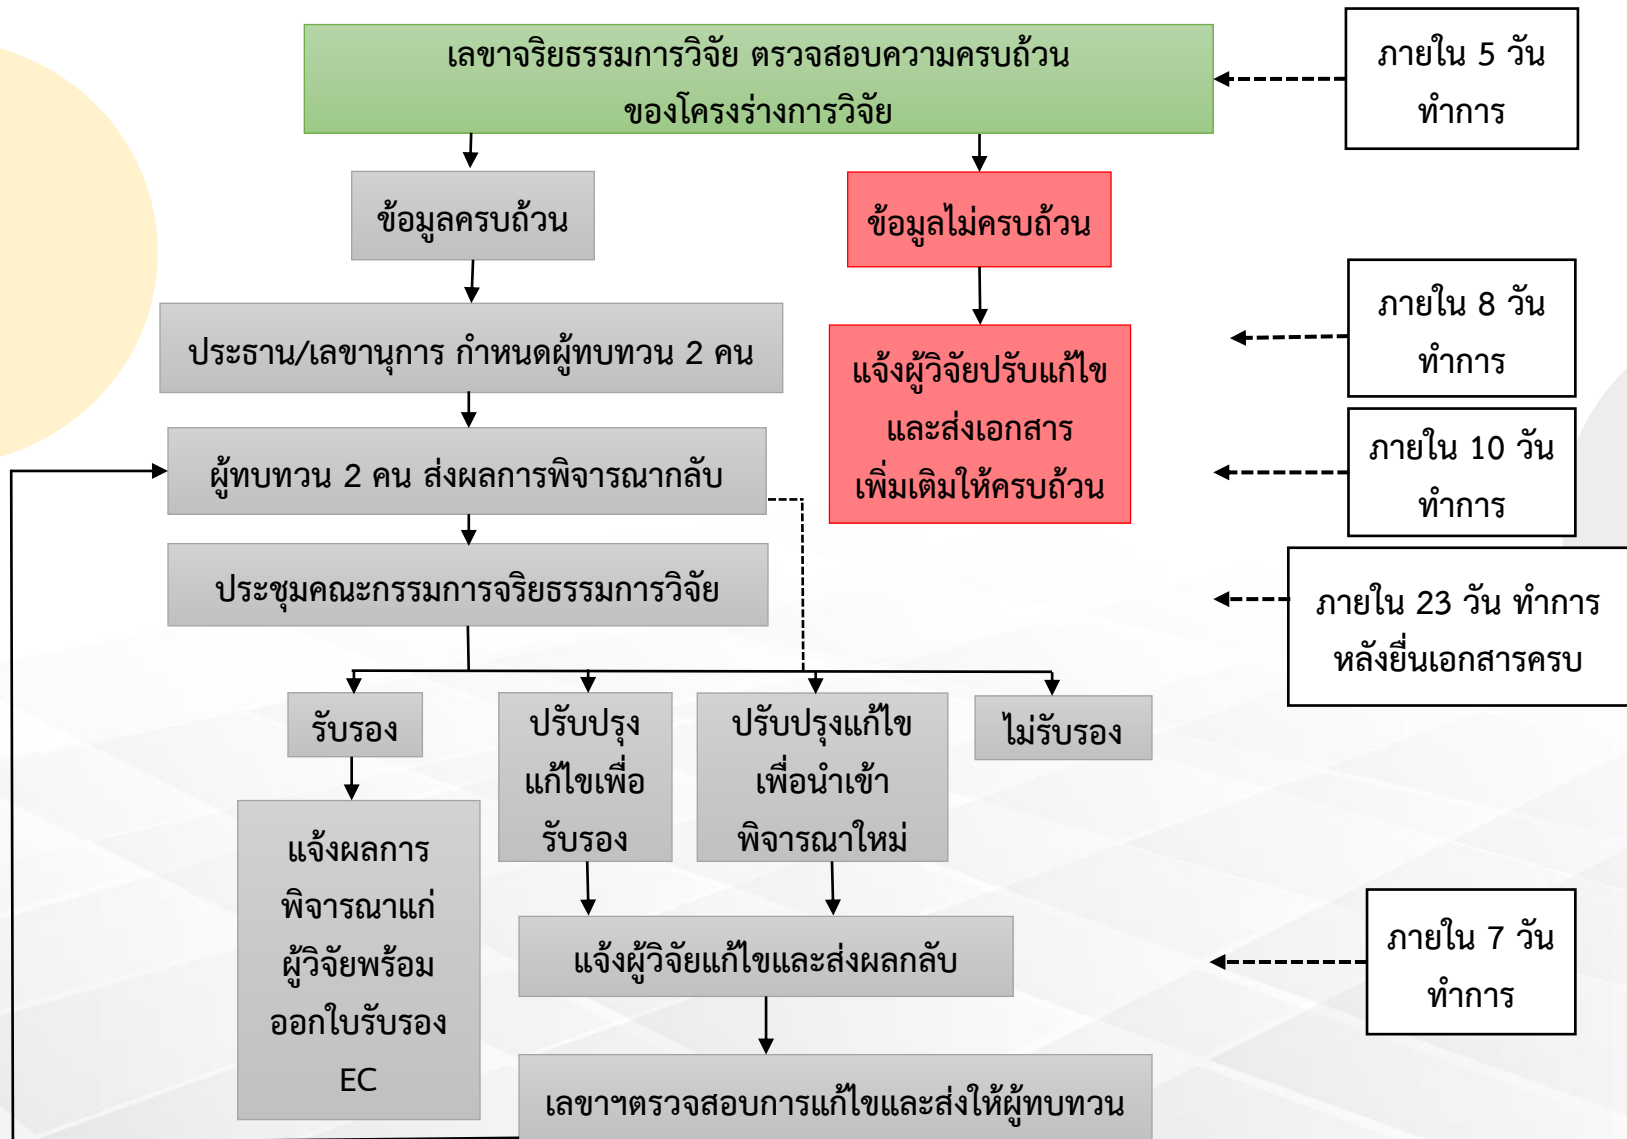 เลขาจริยธรรมการวิจัย ตรวจสอบความครบถ้วน
ของโครงร่างการวิจัย
ภายใน 5 วัน
ทำการ
ข้อมูลครบถ้วน
ข้อมูลไม่ครบถ้วน
ประธาน/เลขานุการ กำหนดผู้ทบทวน 2 คน
แจ้งผู้วิจัยปรับแก้ไข
และส่งเอกสาร
เพิ่มเติมให้ครบถ้วน
ภายใน 8 วัน
ทำการ
ผู้ทบทวน 2 คน ส่งผลการพิจารณากลับ
ภายใน 10 วัน
ทำการ
ประชุมคณะกรรมการจริยธรรมการวิจัย
ภายใน 23 วัน ทำการ
หลังยื่นเอกสารครบ
รับรอง
ปรับปรุง
แก้ไขเพื่อ
รับรอง
ปรับปรุงแก้ไข
เพื่อนำเข้า
พิจารณาใหม่
ไม่รับรอง
แจ้งผลการ
พิจารณาแก่
ผู้วิจัยพร้อม
ออกใบรับรอง
EC
แจ้งผู้วิจัยแก้ไขและส่งผลกลับ
ภายใน 7 วัน
ทำการ
เลขาฯตรวจสอบการแก้ไขและส่งให้ผู้ทบทวน